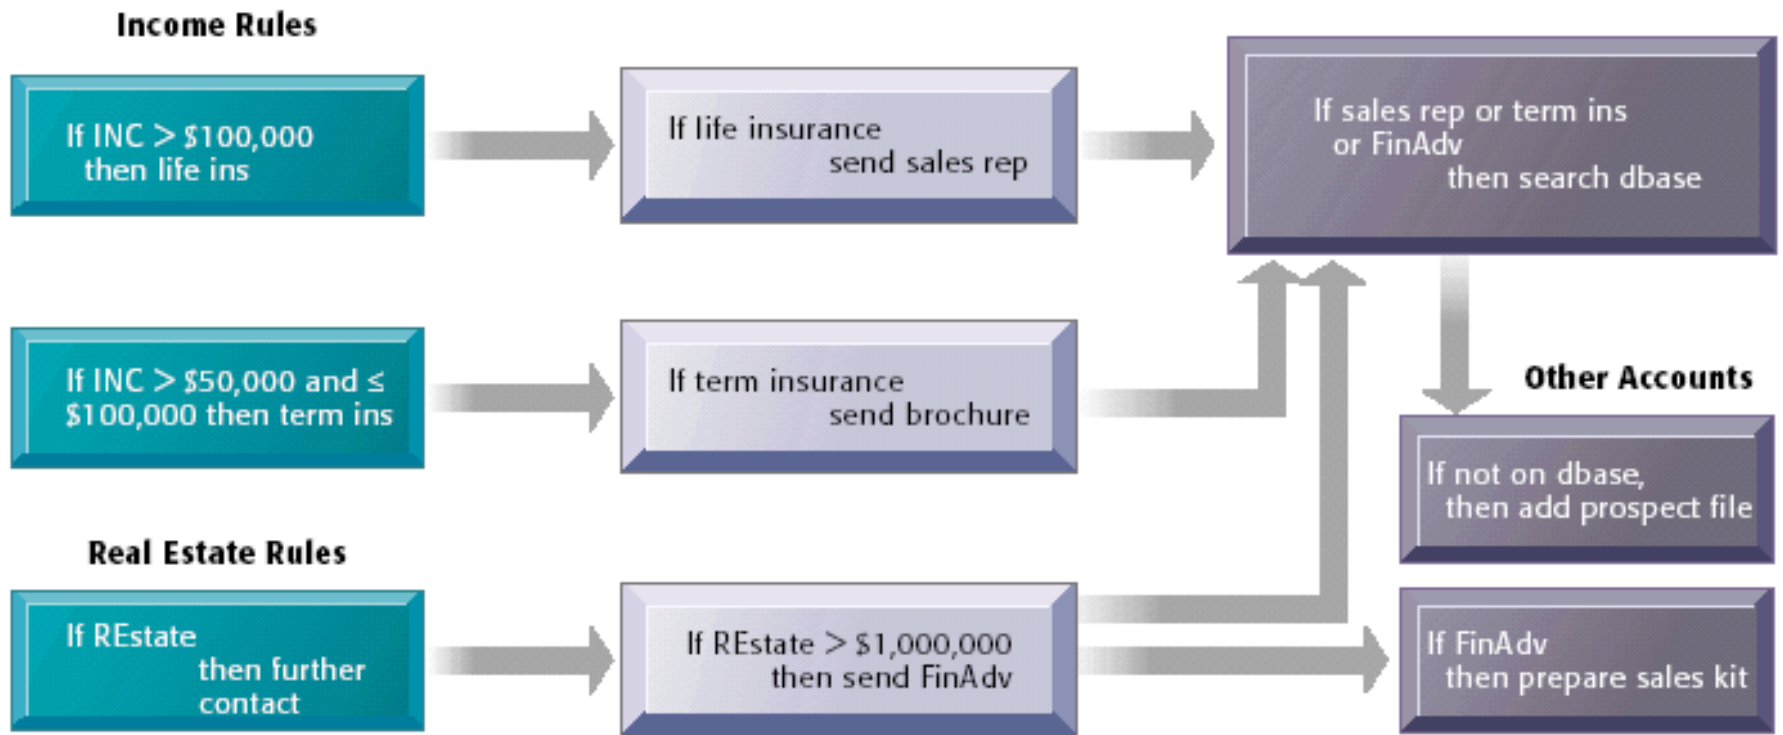 Income Rules
If INC > $100,000
then life ins
If life insurance
send sales rep
If sales rep or term ins
or FinAdv
then search dbase
If INC > $50,000 and ≤
$100,000 then term ins
If term insurance
send brochure
Other Accounts
If not on dbase,
then add prospect file
Real Estate Rules
If REstate
then further
contact
If REstate > $1,000,000
then send FinAdv
If FinAdv
then prepare sales kit